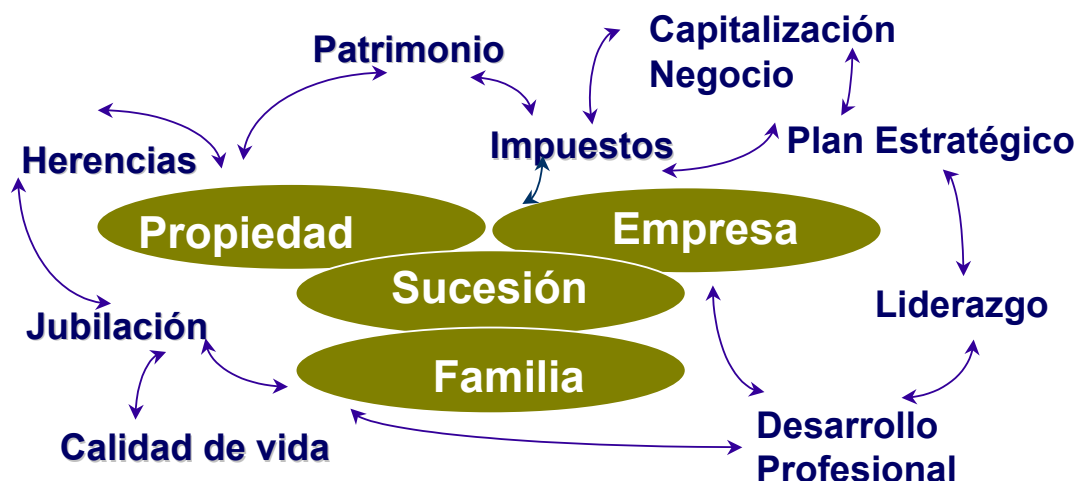 Patrimonio
Capitalización
Negocio
Herencias
Impuestos
Plan Estratégico
Propiedad
Empresa
Sucesión
Jubilación
Liderazgo
Familia
Calidad de vida
Desarrollo
Profesional